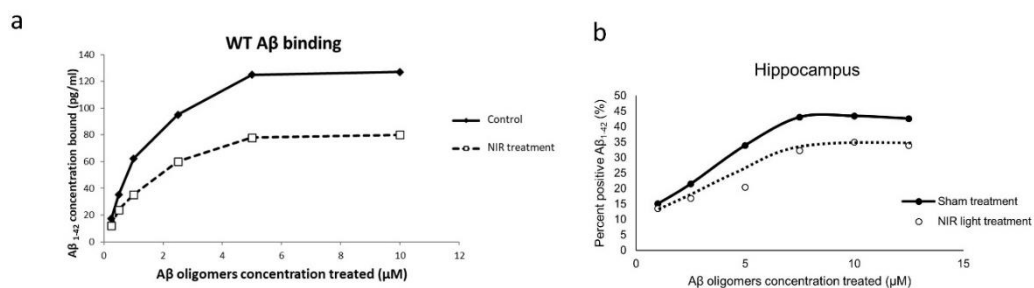 a
WT Aβ binding
Aβ 1-42 concentration bound (pg/ml)
140
120
100
80
60
40
20
0
0 2 4 6 8 10 12
Aβ oligomers concentration treated (μM)
Control
NIR treatment
b
Hippocampus
Percent positive Aβ1-42 (%)
50
45
40
35
30
25
20
15
10
5
0
0 5 10 15
Aβ oligomers concentration treated (μM)
Sham treatment
NIR light treatment